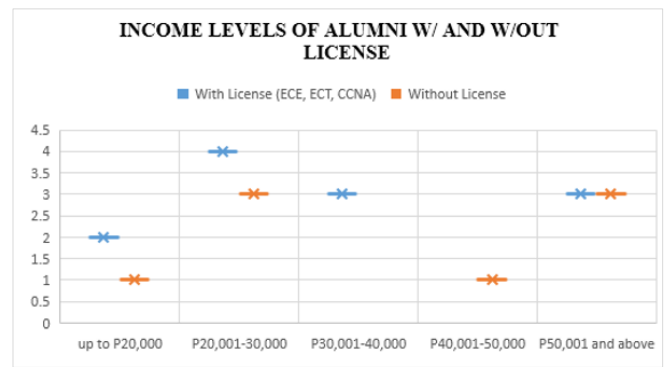 INCOME LEVELS OF ALUMNI W/ AND W/OUT
LICENSE
With License (ECE, ECT, CCNA) Without License
4.5
4
3.5
3
2.5
2
1.5
1
0.5
0
up to P20,000 P20,001-30,000 P30,001-40,000 P40,001-50,000 P50,001 and above